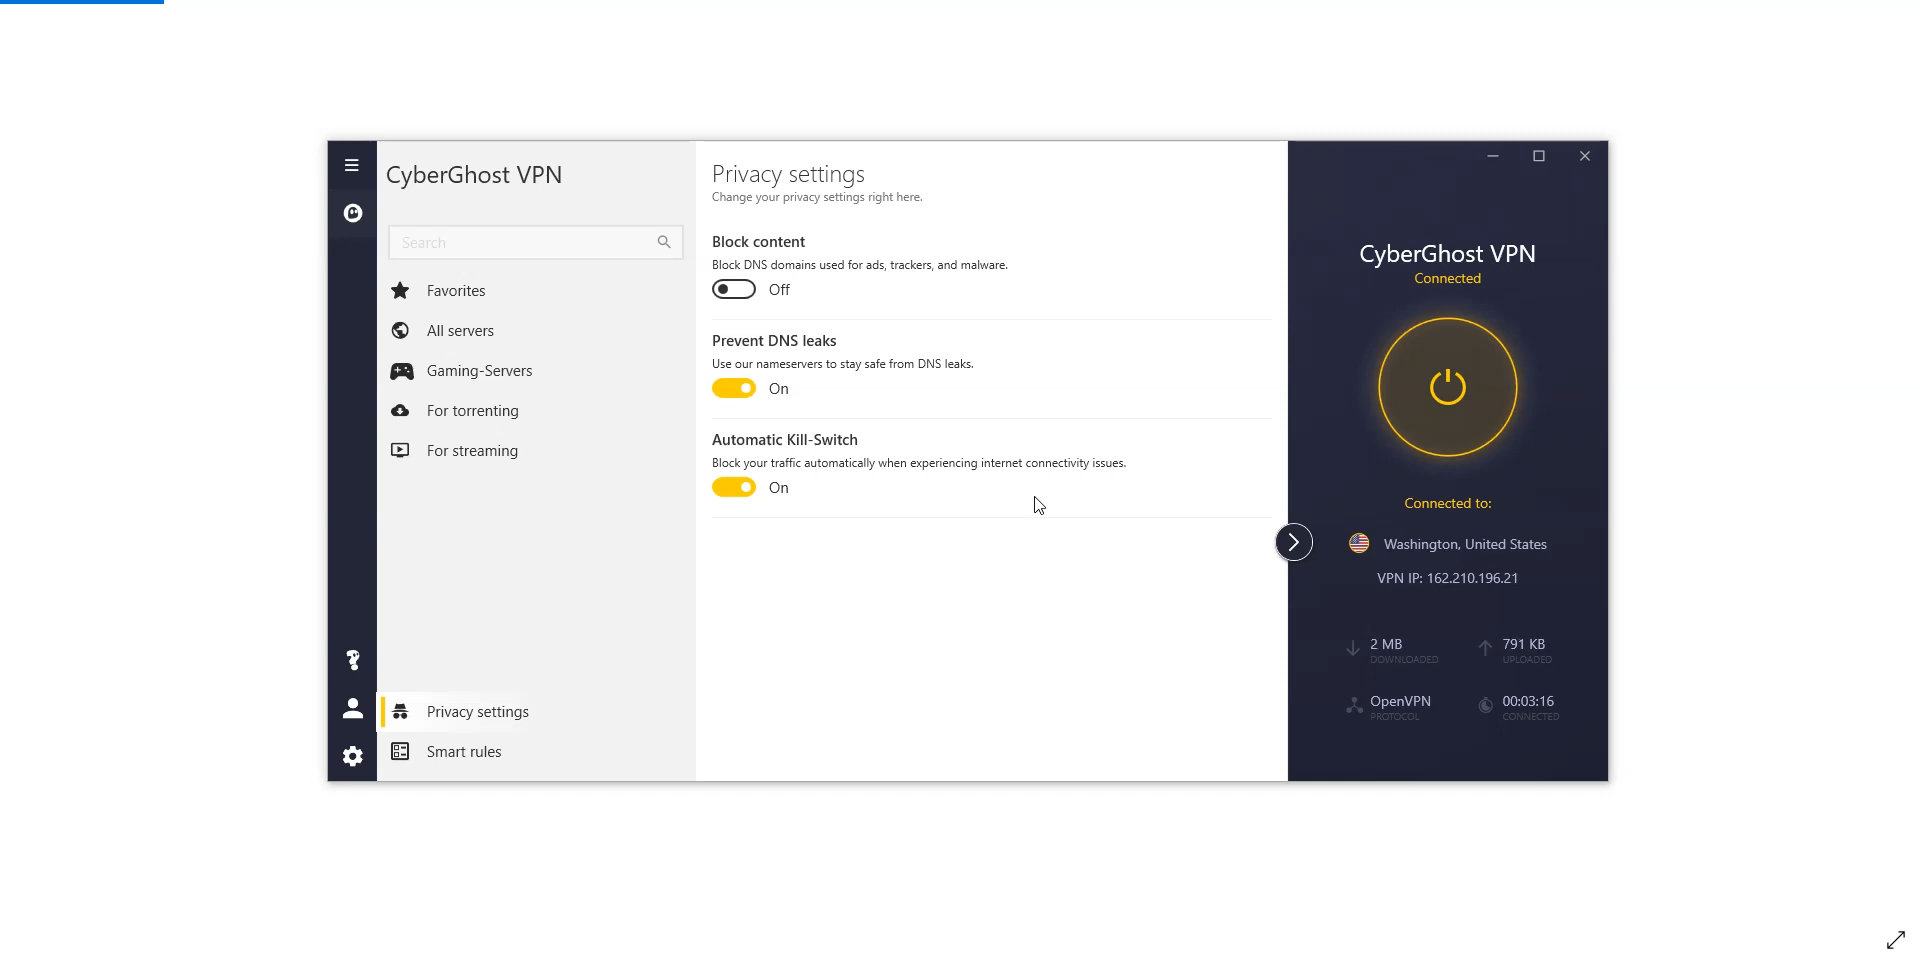 CyberGhost VPN
Search
Favorites
All servers
Gaming-Servers
For torrenting
For streaming
Privacy settings
Smart rules
Privacy settings
Change your privacy settings right here.
Block content
Block DNS domains used for ads, trackers, and malware.
Off
Prevent DNS leaks
Use our nameservers to stay safe from DNS leaks.
On
Automatic Kill-Switch
Block your traffic automatically when experiencing internet connectivity issues.
On
CyberGhost VPN
Connected
Connected to:
Washington, United States
VPN IP: 162.210.196.21
2 MB
DOWNLOADED
791 KB
UPLOADED
OpenVPN
PROTOCOL
00:03:16
CONNECTED